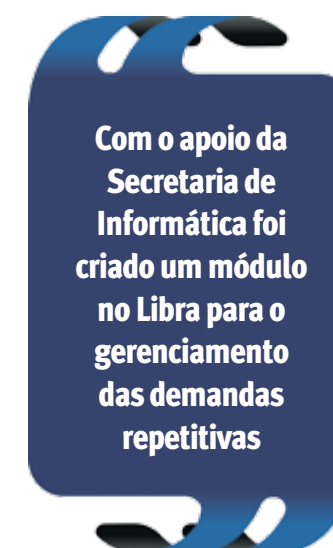 Com o apoio da
Secretaria de
Informática foi
criado um módulo
no Libra para o
gerenciamento
das demandas
repetitivas